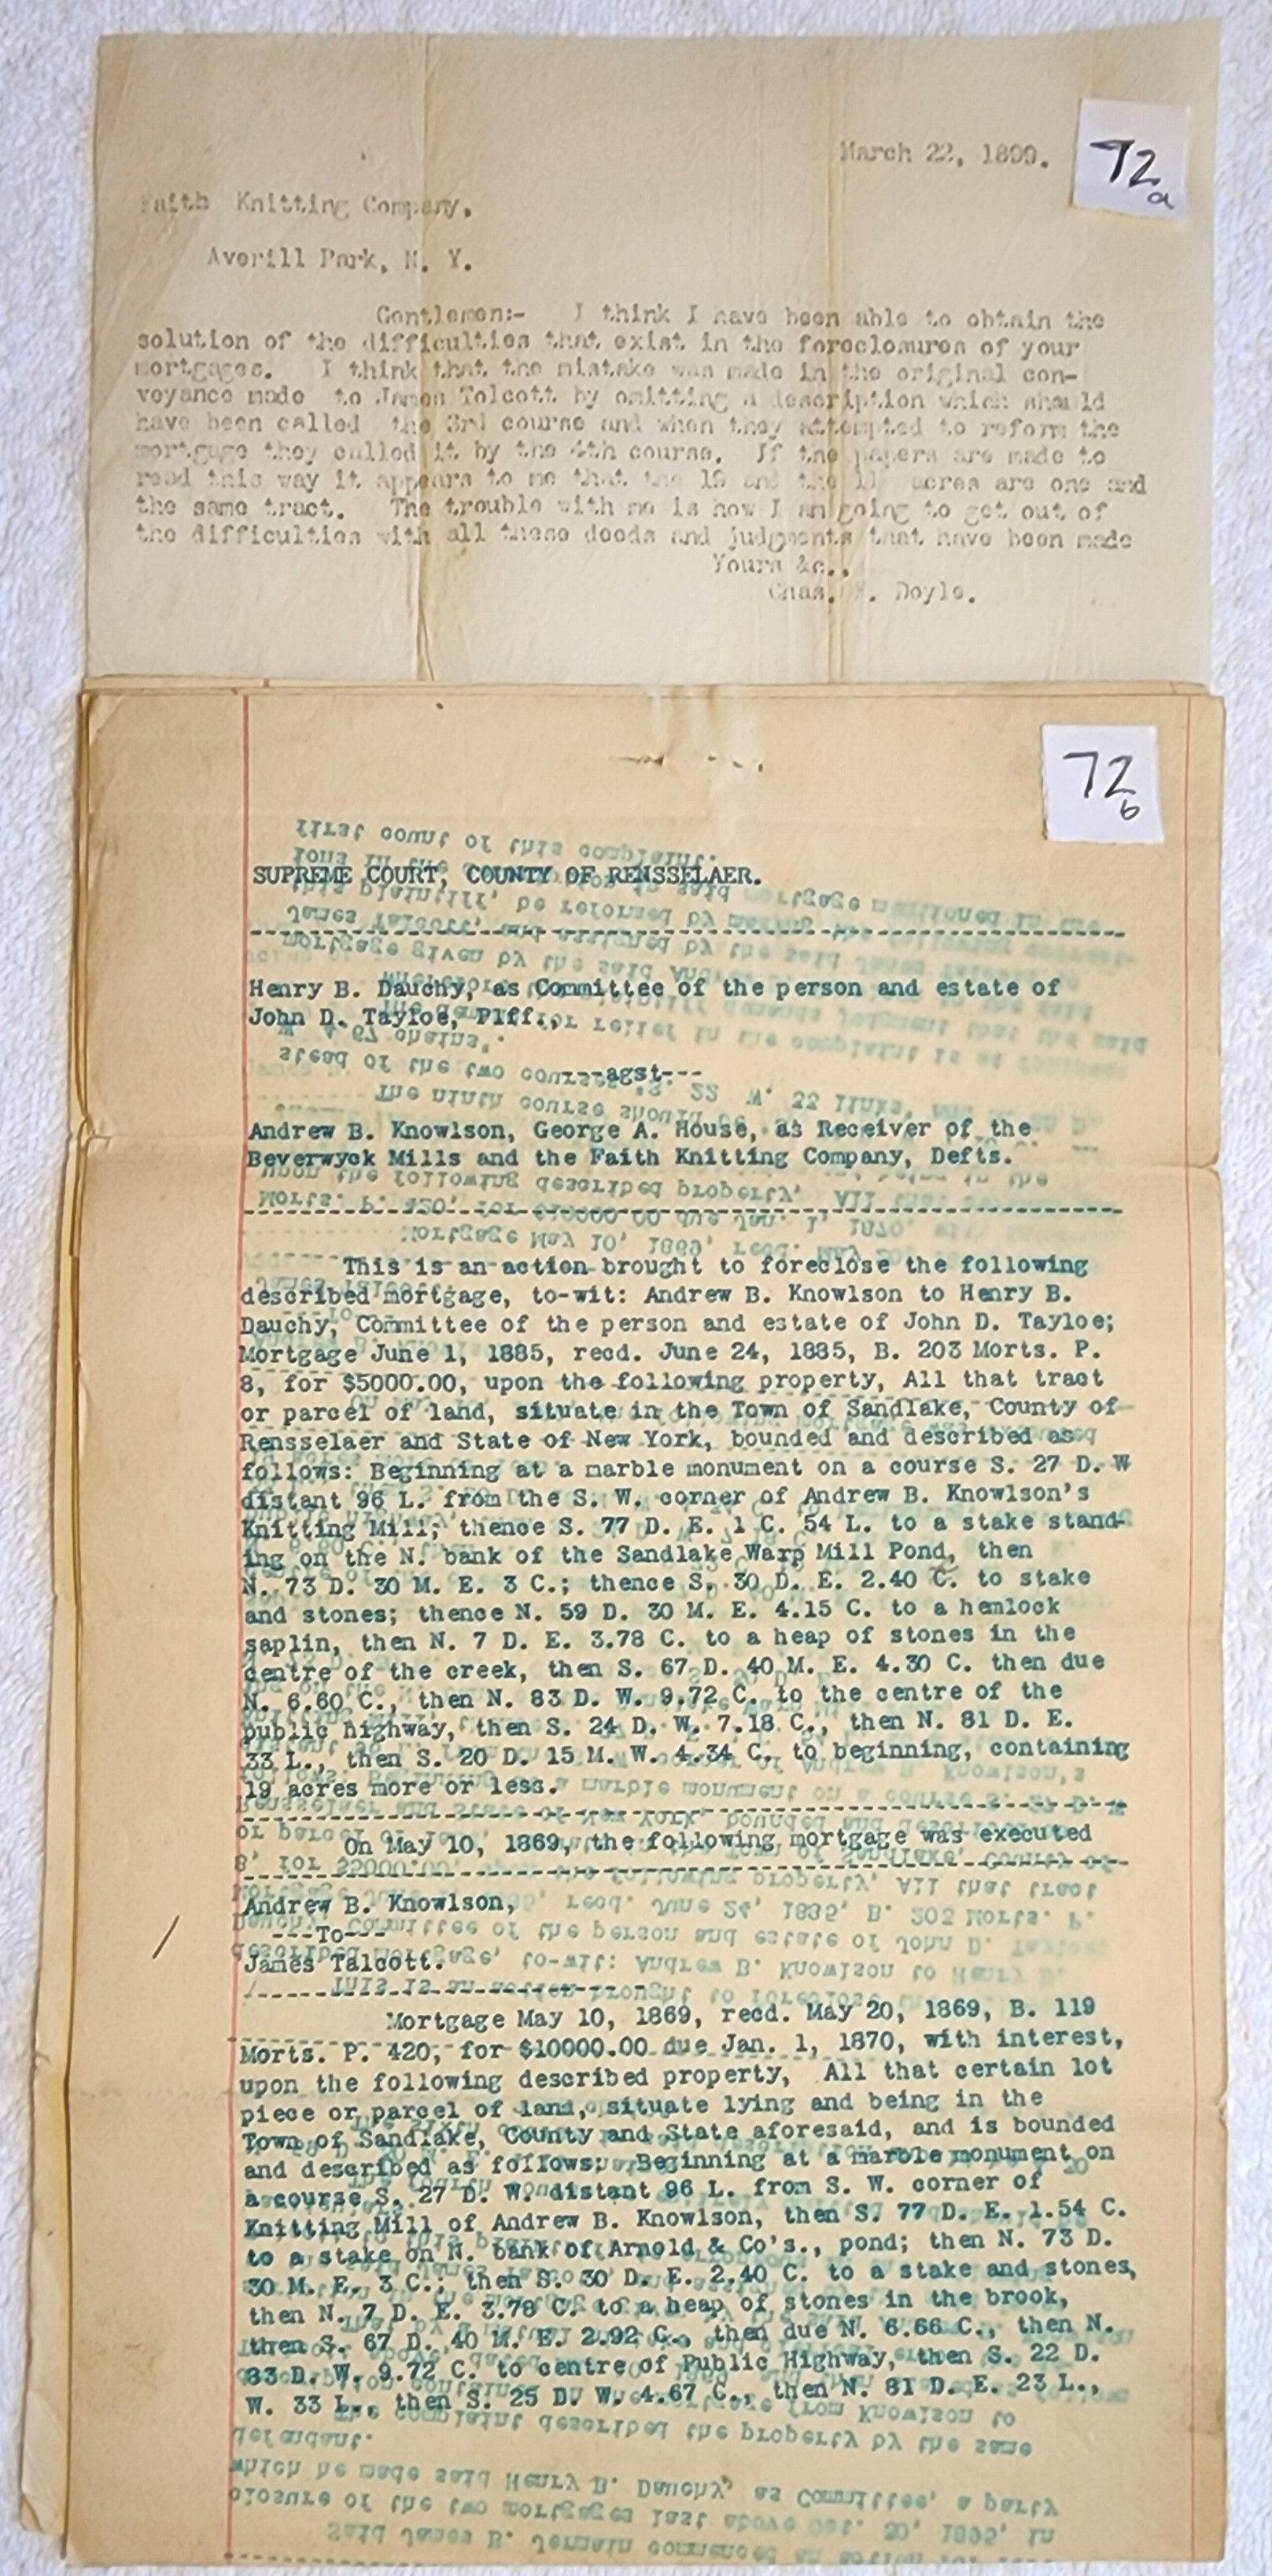 March 22, 1899.
72a
Faith Knitting Company,
Averill Park, N. Y.
Gentlemen:- I think I have been able to obtain the
solution of the difficulties that exist in the foreclosures of your
mortgages. I think that the mistake was made in the original con-
veyance made to James Tolcott by omitting a description which should
have been called the 3rd course and when they attempted to reform the
mortgage they called it by the 4th course. If the papers are made to
read this way it appears to me that the 19 and the 11 acres are one and
the same tract. The trouble with me is how I am going to get out of
the difficulties with all these deeds and judgments that have been made
Yours &c.,
Chas. Doyle.
72b
SUPREME COURT, COUNTY OF RENSSELAER.
Henry B. Dauchy, as Committee of the person and estate of
John D. Tayloe, Plff.,
---agst---
Andrew B. Knowlson, George A. House, as Receiver of the
Beverwyck Mills and the Faith Knitting Company, Defts.
This is an action brought to foreclose the following
described mortgage, to-wit: Andrew B. Knowlson to Henry B.
Dauchy, Committee of the person and estate of John D. Tayloe;
Mortgage June 1, 1885, recd. June 24, 1885, B. 203 Morts. P.
8, for $5000.00, upon the following property, All that tract
or parcel of land, situate in the Town of Sandlake, County of
Rensselaer and State of New York, bounded and described as
follows: Beginning at a marble monument on a course S. 27 D. W
distant 96 L. from the S. W. corner of Andrew B. Knowlson's
Knitting Mill; thence S. 77 D. E. 1 C. 54 L. to a stake stand-
ing on the N. bank of the Sandlake Warp Mill Pond, then
N. 73 D. 30 M. E. 3 C.; thence S. 30 D. E. 2.40 C. to stake
and stones; thence N. 59 D. 30 M. E. 4.15 C. to a hemlock
saplin, then N. 7 D. E. 3.78 C. to a heap of stones in the
centre of the creek, then S. 67 D. 40 M. E. 4.30 C. then due
N. 6.60 C., then N. 83 D. W. 9.72 C. to the centre of the
public highway, then S. 24 D. W. 7.18 C., then N. 81 D. E.
33 L., then S. 20 D. 15 M. W. 4.34 C. to beginning, containing
19 acres more or less.
On May 10, 1869, the following mortgage was executed
Andrew B. Knowlson,
---To---
James Talcott.
Mortgage May 10, 1869, recd. May 20, 1869, B. 119
Morts. P. 420, for $10000.00 due Jan. 1, 1870, with interest,
upon the following described property, All that certain lot
piece or parcel of land, situate lying and being in the
Town of Sandlake, County and State aforesaid, and is bounded
and described as follows: Beginning at a marble monument on
a course S. 27 D. W. distant 96 L. from S. W. corner of
Knitting Mill of Andrew B. Knowlson, then S. 77 D. E. 1.54 C.
to a stake on N. bank of Arnold & Co's., pond; then N. 73 D.
30 M. E. 3 C.; then S. 30 D. E. 2.40 C. to a stake and stones,
then N. 7 D. E. 3.78 C. to a heap of stones in the brook,
then S. 67 D. 40 M. E. 2.92 C., then due N. 6.66 C., then N.
83 D. W. 9.72 C. to centre of Public Highway, then S. 22 D.
W. 33 L., then S. 25 D. W. 4.67 C., then N. 81 D. E. 23 L.,